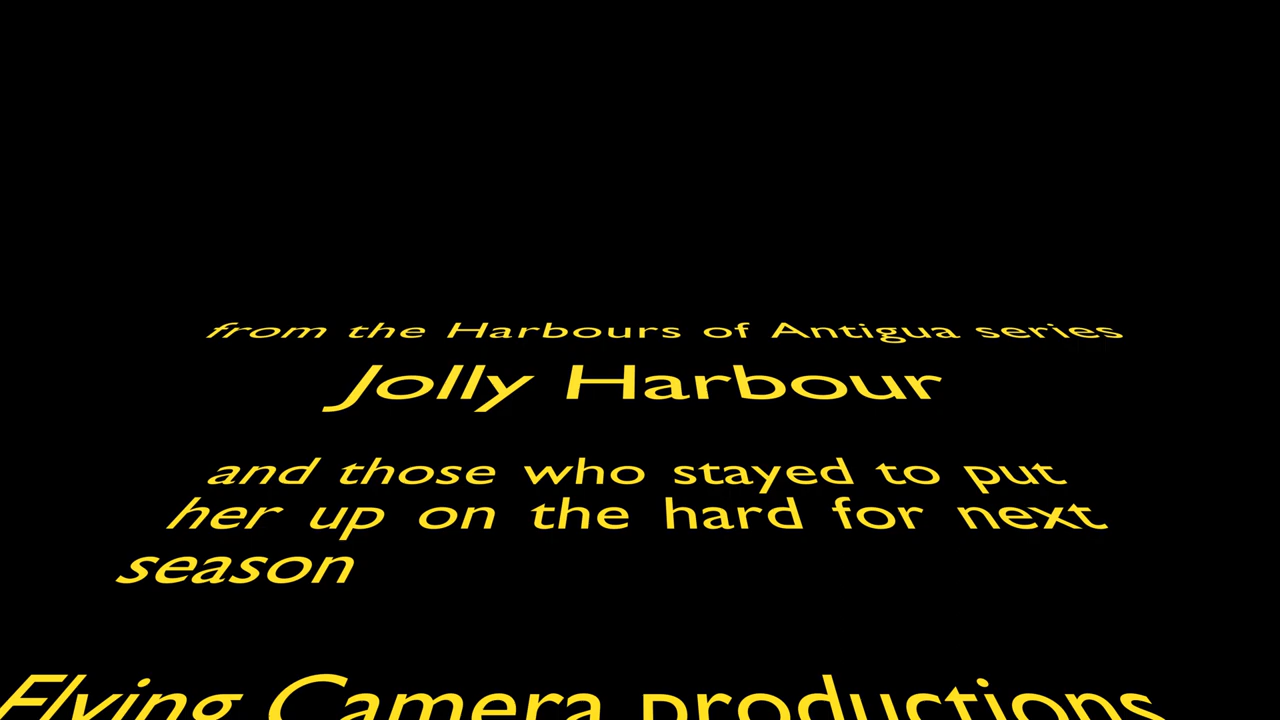 from the Harbours of Antigua series
Jolly Harbour
and those who stayed to put
her up on the hard for next
season
Flying Camera productions